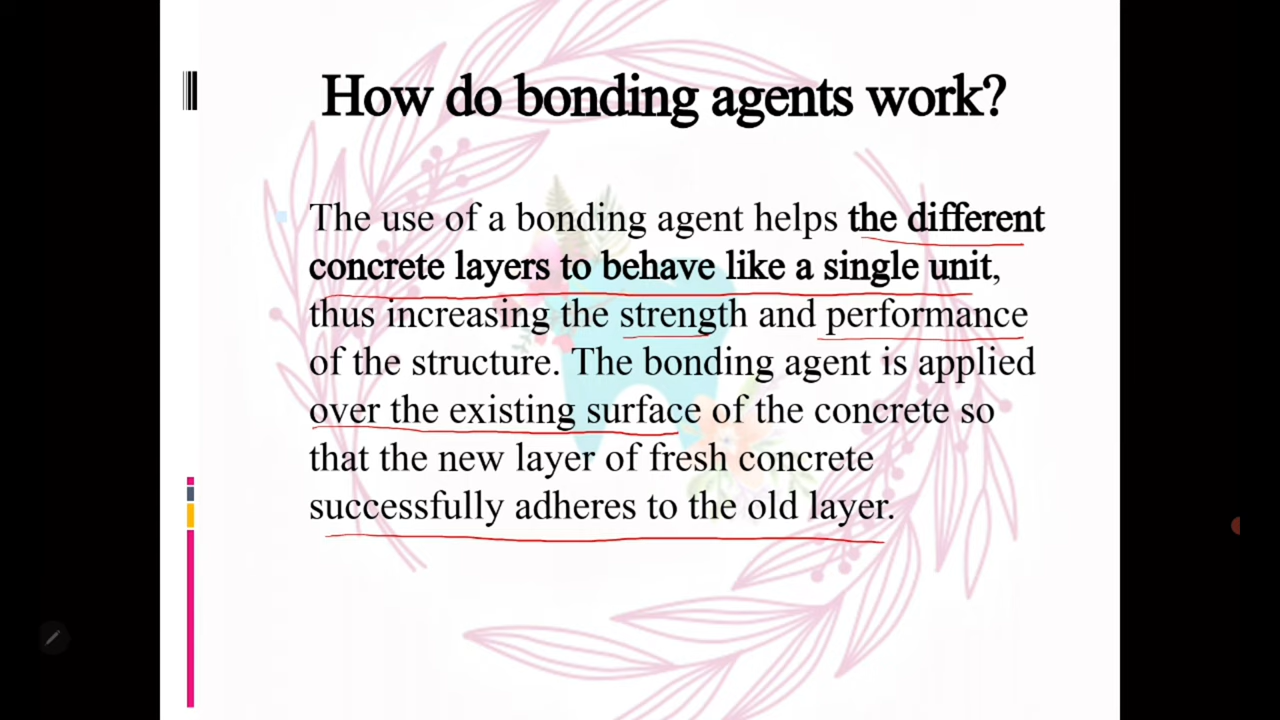 How do bonding agents work?
The use of a bonding agent helps the different
concrete layers to behave like a single unit,
thus increasing the strength and performance
of the structure. The bonding agent is applied
over the existing surface of the concrete so
that the new layer of fresh concrete
successfully adheres to the old layer.